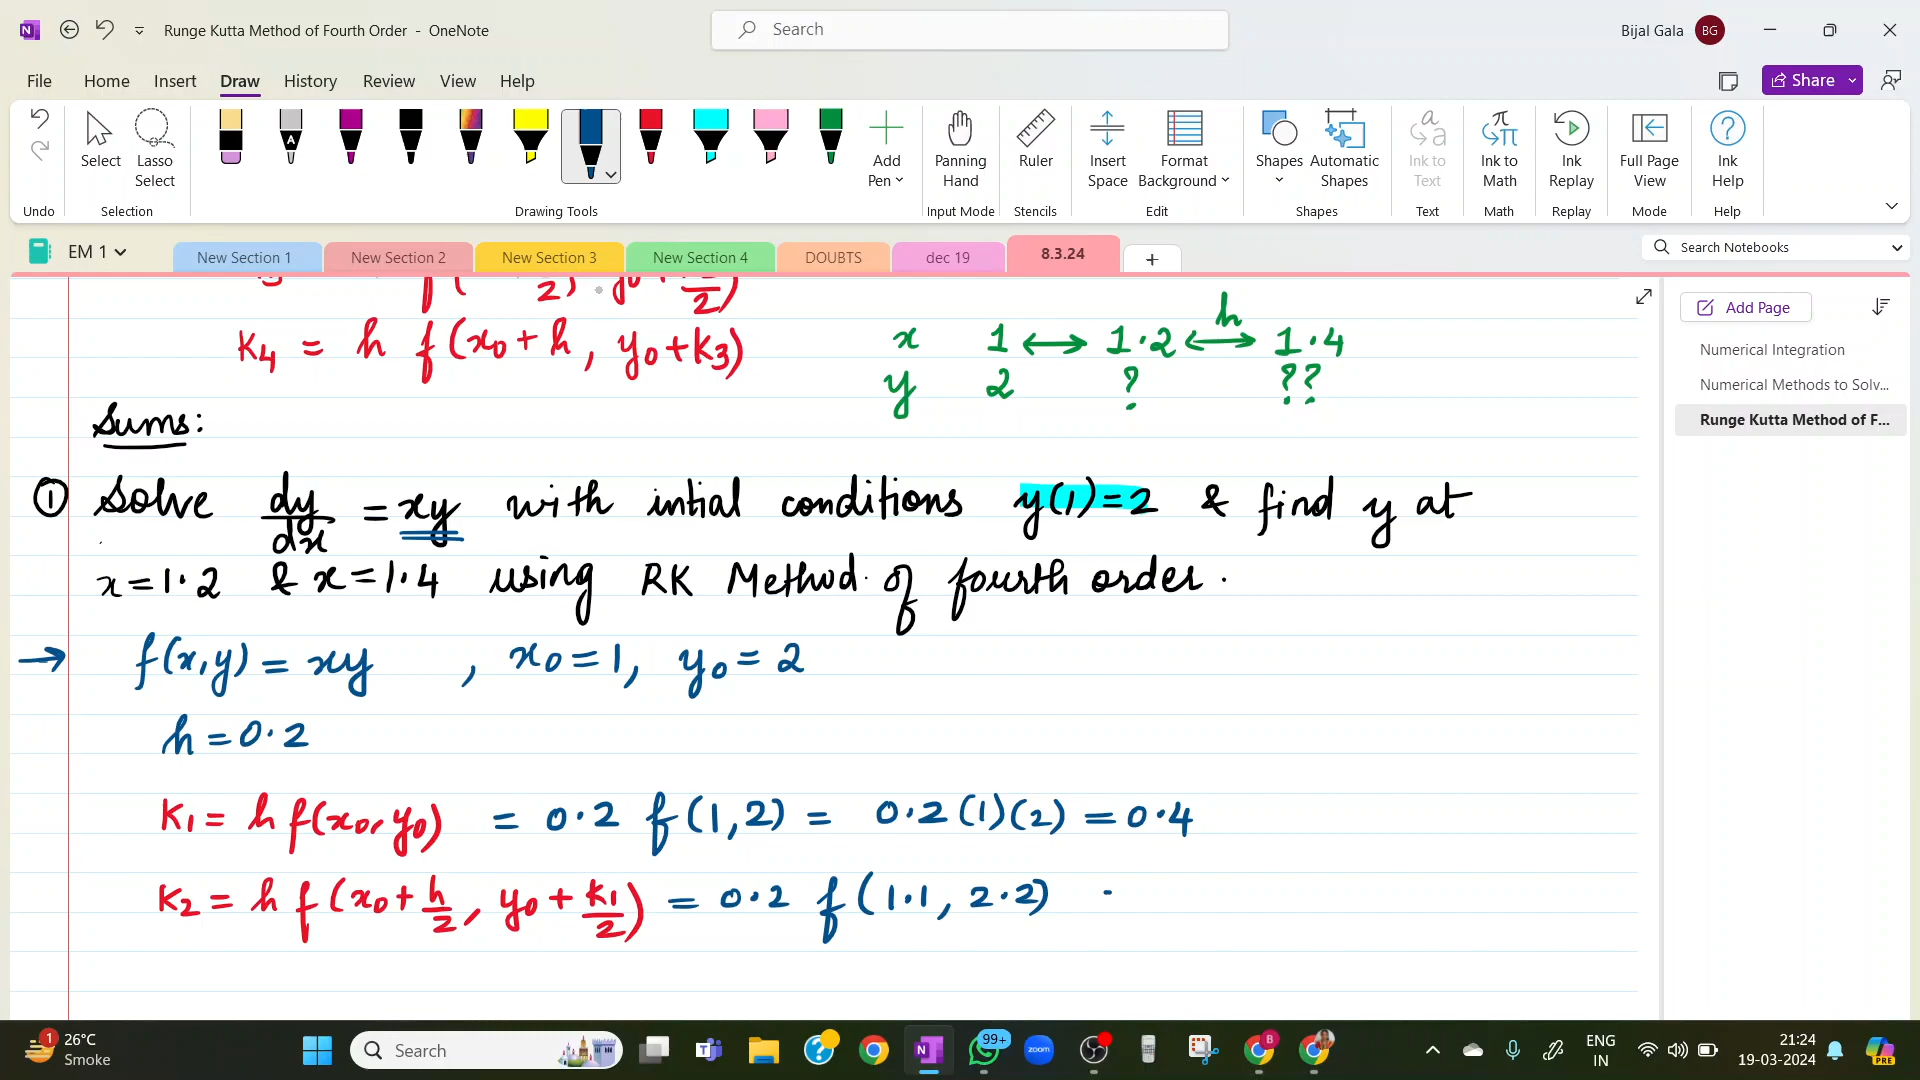 Runge Kutta Method of Fourth Order - OneNote
Search
Bijal Gala BG
File Home Insert Draw History Review View Help
Share
Undo
Select
Lasso Select
Selection
Drawing Tools
Add Pen
Panning Hand
Input Mode
Ruler
Stencils
Insert Space
Format Background
Edit
Shapes
Automatic Shapes
Shapes
Ink to Text
Text
Ink to Math
Math
Ink Replay
Replay
Full Page View
Mode
Ink Help
Help
EM 1
New Section 1 New Section 2 New Section 3 New Section 4 DOUBTS dec 19 8.3.24 +
Search Notebooks
Add Page
Numerical Integration
Numerical Methods to Solv...
Runge Kutta Method of F...
K4 = h f(x0+h, y0+K3)
h
x 1 ↔ 1.2 ↔ 1.4
y 2 ? ??
Sums:
① Solve dy/dx = xy with intial conditions y(1)=2 & find y at
x=1.2 & x=1.4 using RK Method of fourth order.
→ f(x,y) = xy , x0=1, y0=2
h=0.2
K1 = h f(x0,y0) = 0.2 f(1,2) = 0.2(1)(2) = 0.4
K2 = h f(x0+h/2, y0+K1/2) = 0.2 f(1.1, 2.2) -
1
26°C
Smoke
Search
99+
zoom
ENG
IN
21:24
19-03-2024
PRE